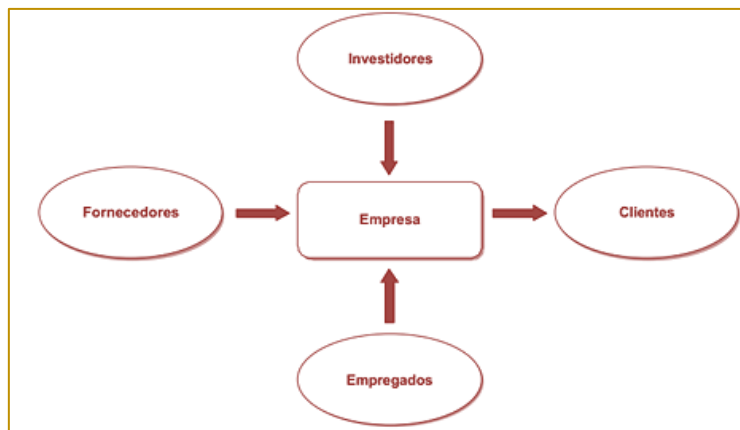 Investidores
Fornecedores
Empresa
Clientes
Empregados